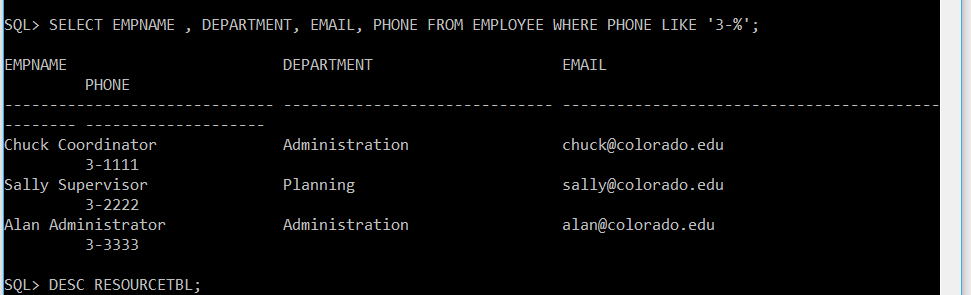 SQL> SELECT EMPNAME , DEPARTMENT, EMAIL, PHONE FROM EMPLOYEE WHERE PHONE LIKE '3-%';
EMPNAME                        DEPARTMENT                     EMAIL
         PHONE
------------------------------ ------------------------------ ------------------------------------------
-------- --------------------
Chuck Coordinator              Administration                 chuck@colorado.edu
         3-1111
Sally Supervisor               Planning                       sally@colorado.edu
         3-2222
Alan Administrator             Administration                 alan@colorado.edu
         3-3333
SQL> DESC RESOURCETBL;